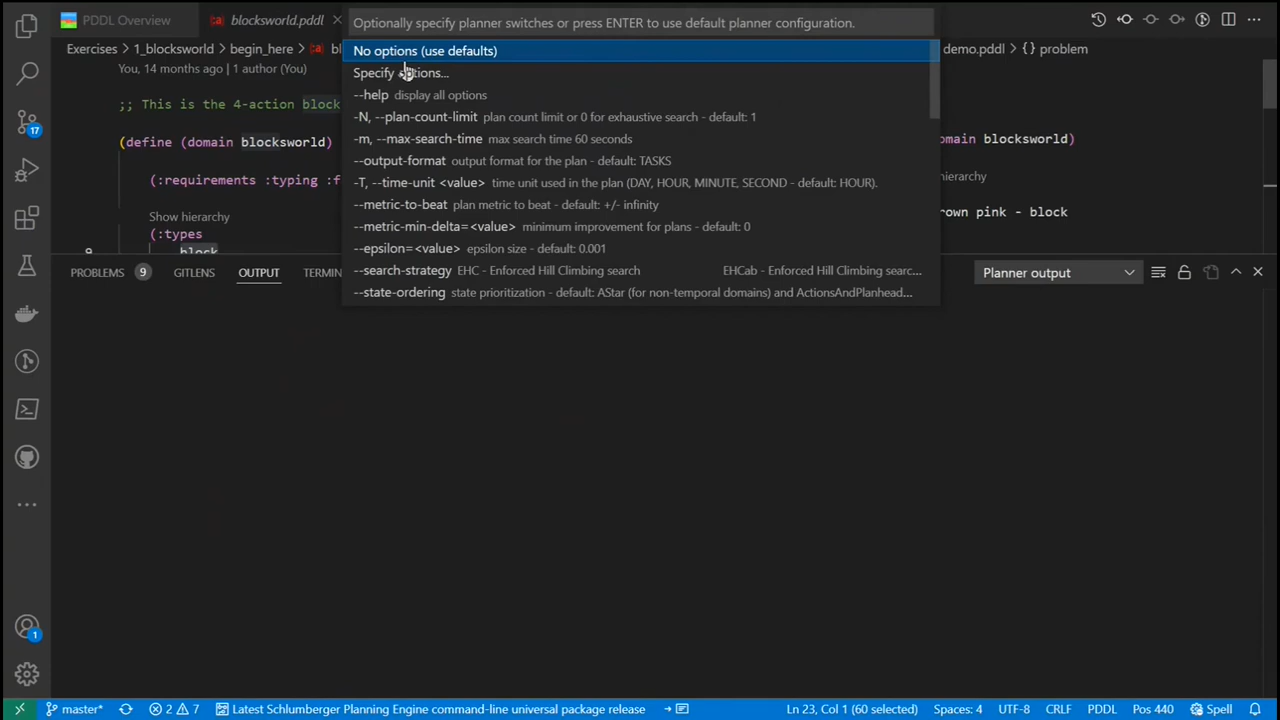 PDDL Overview
blocksworld.pddl
Optionally specify planner switches or press ENTER to use default planner configuration.
Exercises > 1_blocksworld > begin_here >
demo.pddl > {} problem
No options (use defaults)
Specify options...
--help display all options
-N, --plan-count-limit plan count limit or 0 for exhaustive search - default: 1
-m, --max-search-time max search time 60 seconds
--output-format output format for the plan - default: TASKS
-T, --time-unit <value> time unit used in the plan (DAY, HOUR, MINUTE, SECOND - default: HOUR).
--metric-to-beat plan metric to beat - default: +/- infinity
--metric-min-delta=<value> minimum improvement for plans - default: 0
--epsilon=<value> epsilon size - default: 0.001
--search-strategy EHC - Enforced Hill Climbing search EHCab - Enforced Hill Climbing searc...
--state-ordering state prioritization - default: AStar (for non-temporal domains) and ActionsAndPlanhead...
You, 14 months ago | 1 author (You)
;; This is the 4-action block
(define (domain blocksworld)
(:requirements :typing :f
Show hierarchy
(:types
9 block
main blocksworld)
ierarchy
rown pink - block
17
PROBLEMS 9 GITLENS OUTPUT TERMIN
Planner output
1
master*
2 7
Latest Schlumberger Planning Engine command-line universal package release
Ln 23, Col 1 (60 selected) Spaces: 4 UTF-8 CRLF PDDL Pos 440 Spell